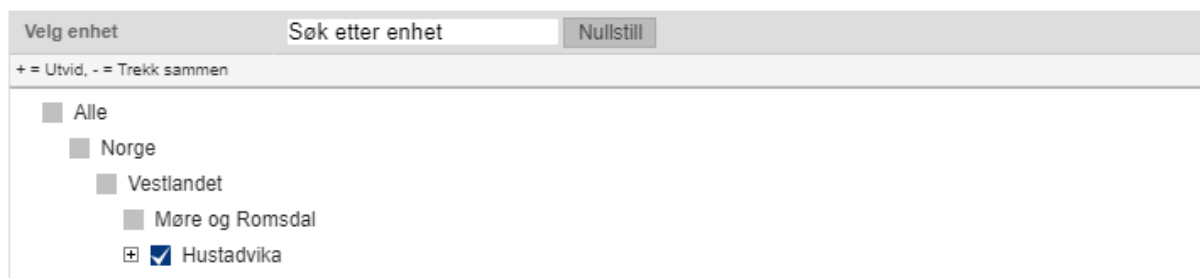 Velg enhet Søk etter enhet Nullstill
+ = Utvid, - = Trekk sammen
Alle
Norge
Vestlandet
Møre og Romsdal
Hustadvika